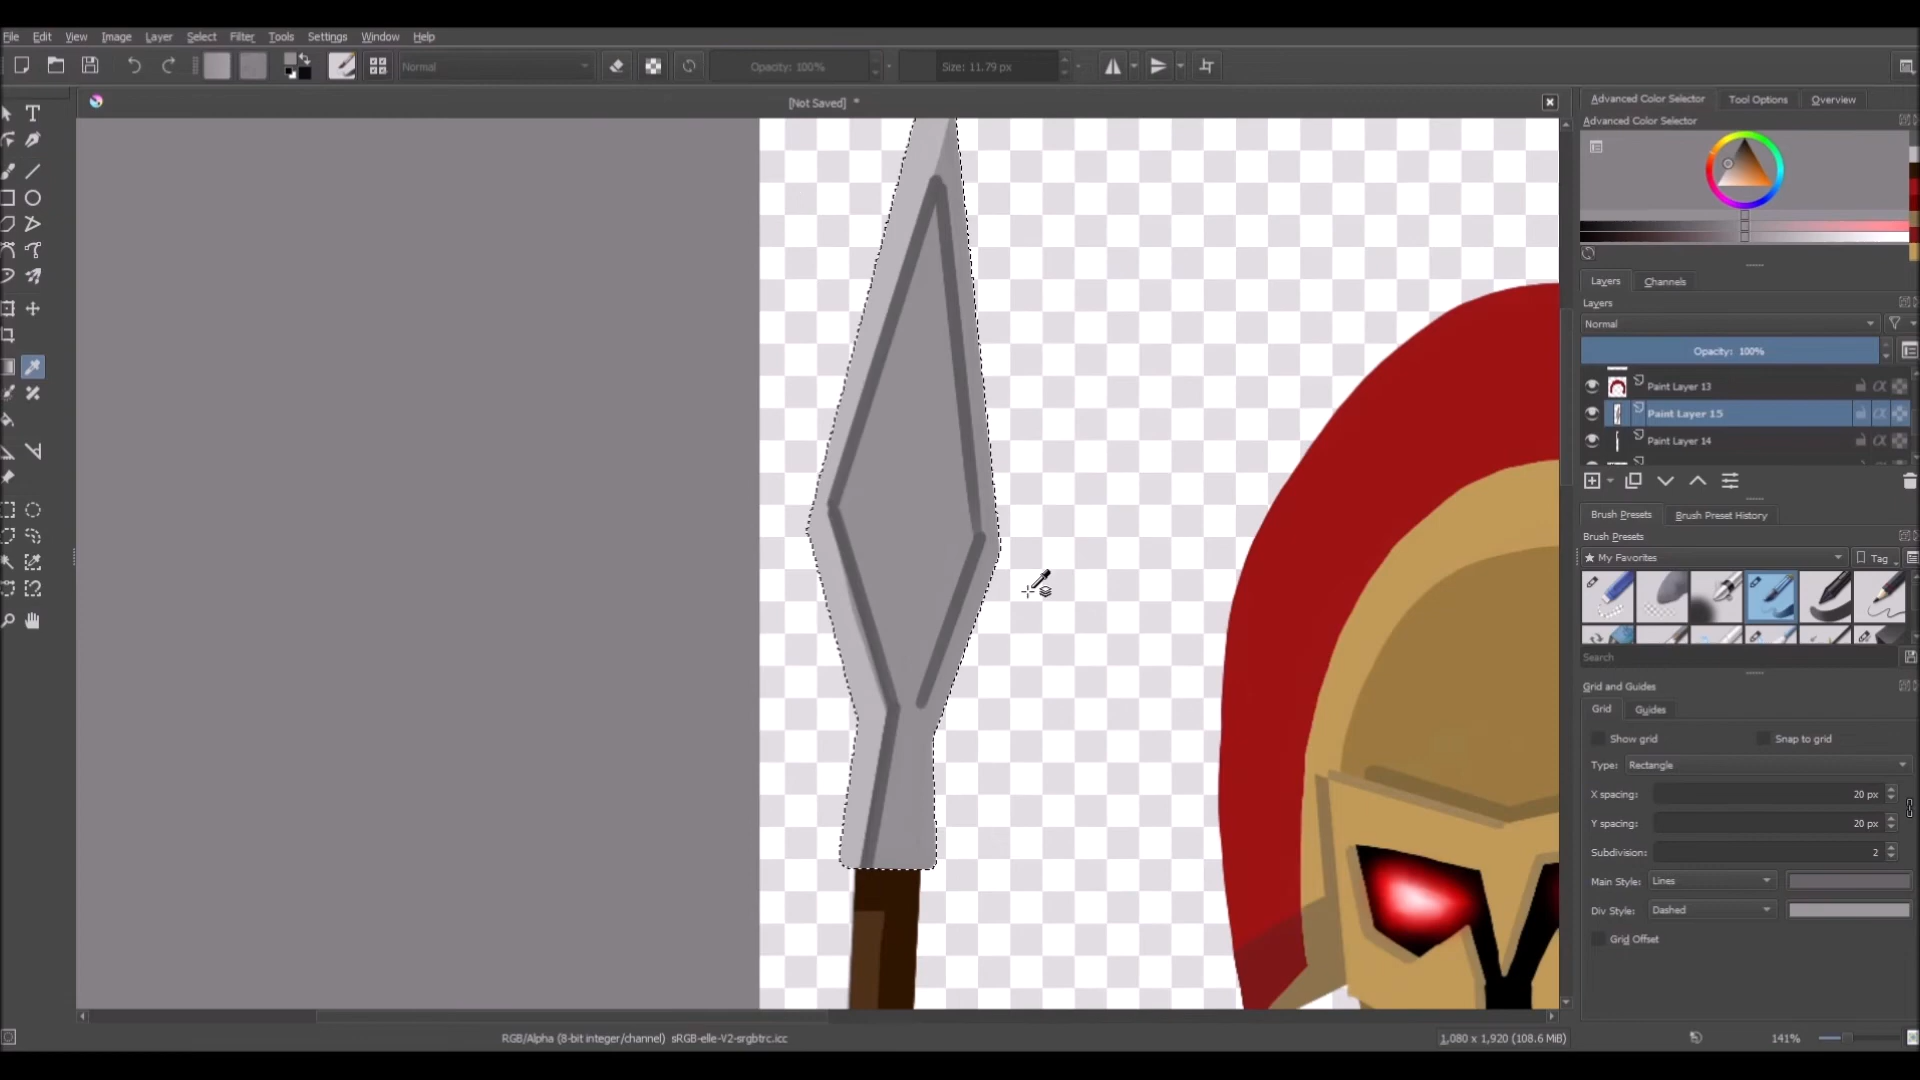 File Edit View Image Layer Select Filter Tools Settings Window Help
Normal Opacity: 100% Size: 11.79 px
[Not Saved] *
Advanced Color Selector Tool Options Overview
Advanced Color Selector
Layers Channels
Layers
Normal
Opacity: 100%
Paint Layer 13
Paint Layer 15
Paint Layer 14
Brush Presets Brush Preset History
Brush Presets
My Favorites Tag
Search
Grid and Guides
Grid Guides
Show grid Snap to grid
Type: Rectangle
X spacing: 20 px
Y spacing: 20 px
Subdivision: 2
Main Style: Lines
Div Style: Dashed
Grid Offset
RGB/Alpha (8-bit integer/channel) sRGB-elle-V2-srgbtrc.icc 1,080 x 1,920 (108.6 MiB) 141%